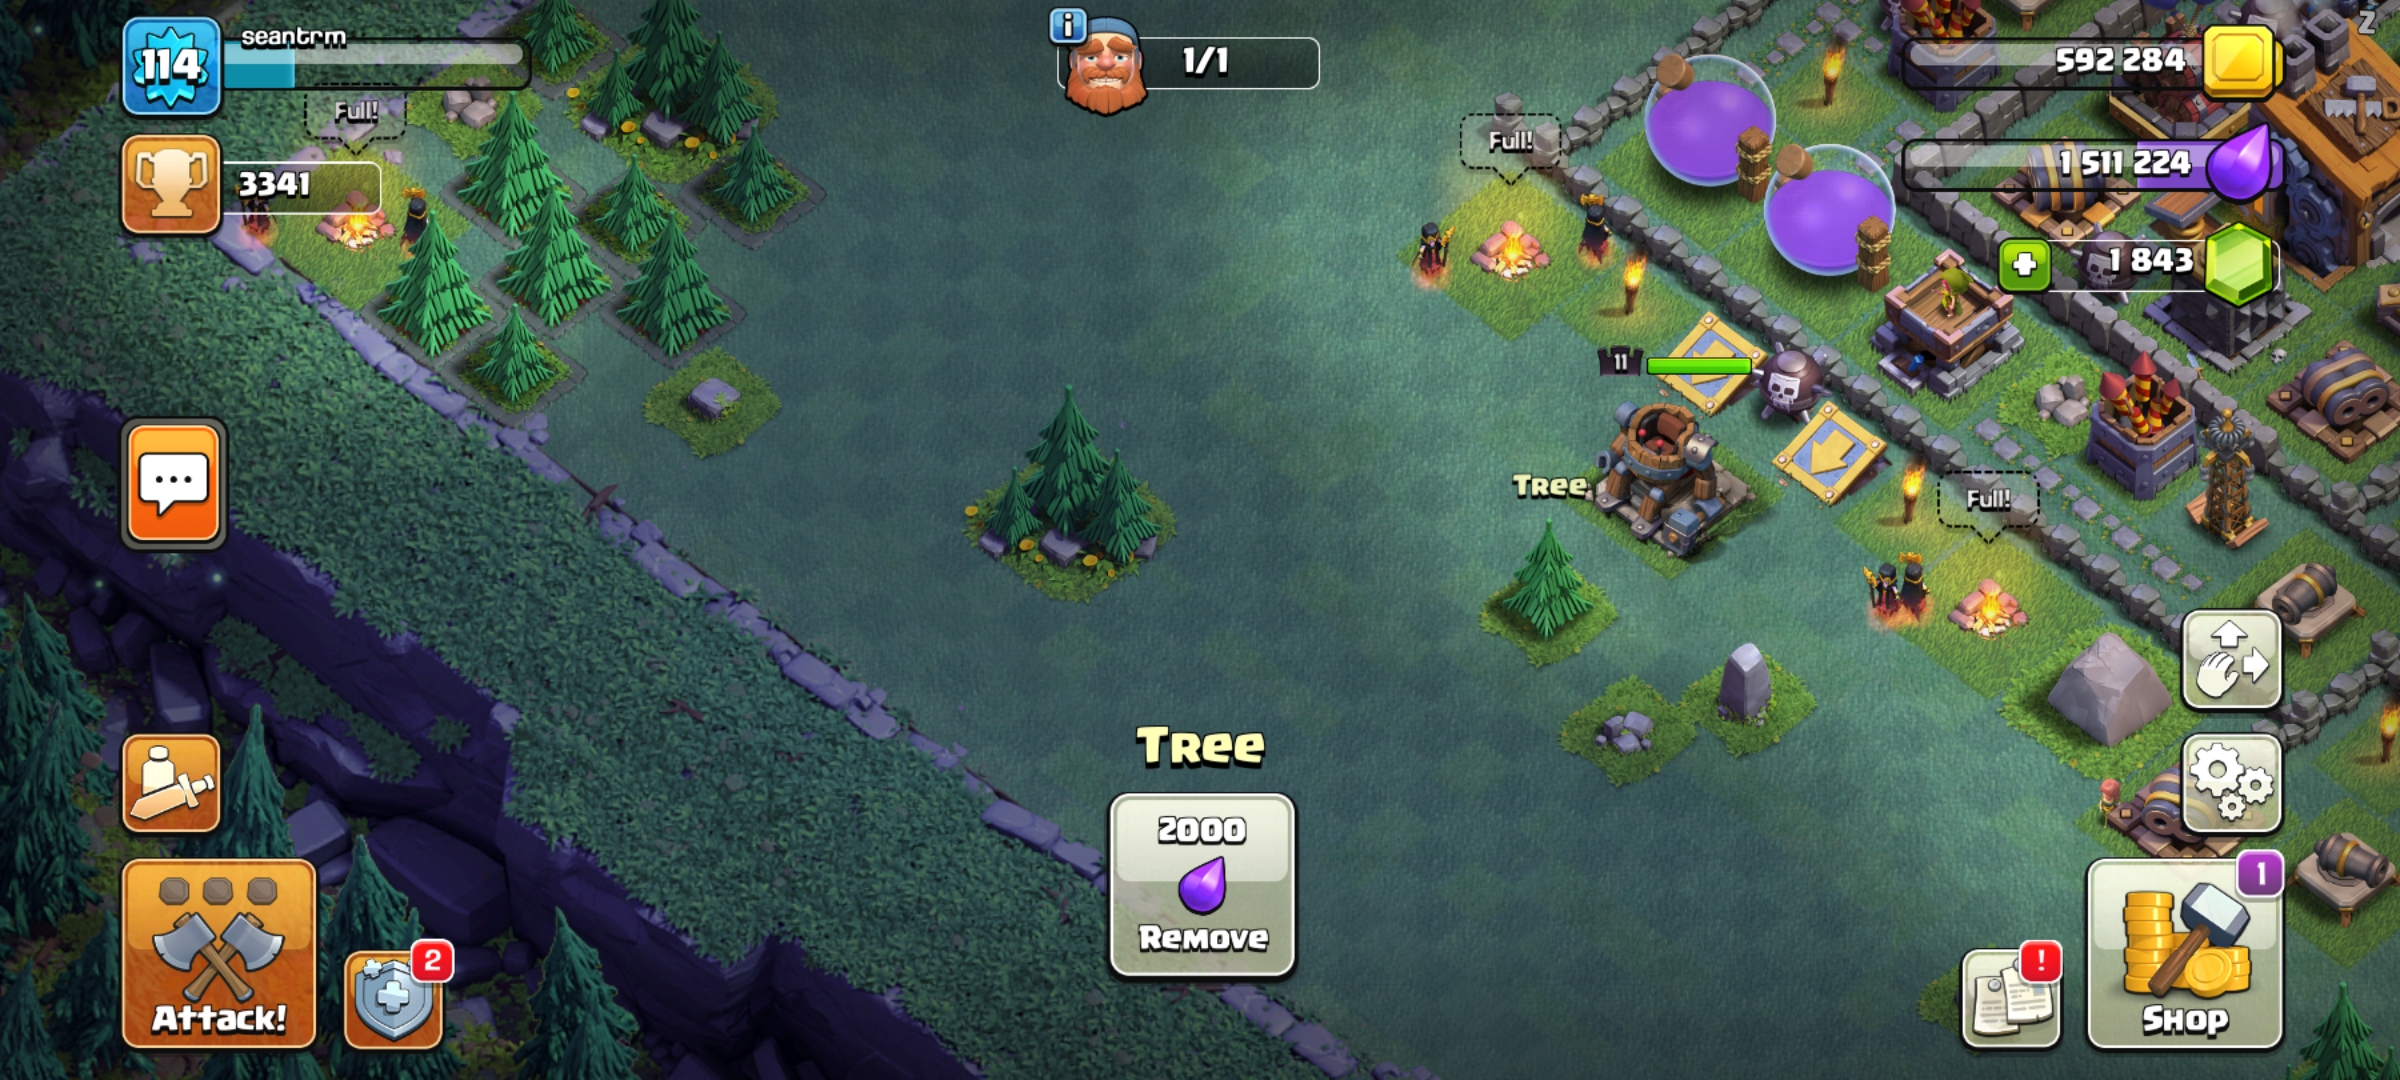 114
seantrm
i
1/1
592 284
Full!
Full!
3341
1 511 224
1 843
11
Tree
Full!
Tree
2000
Remove
Attack!
2
!
1
Shop